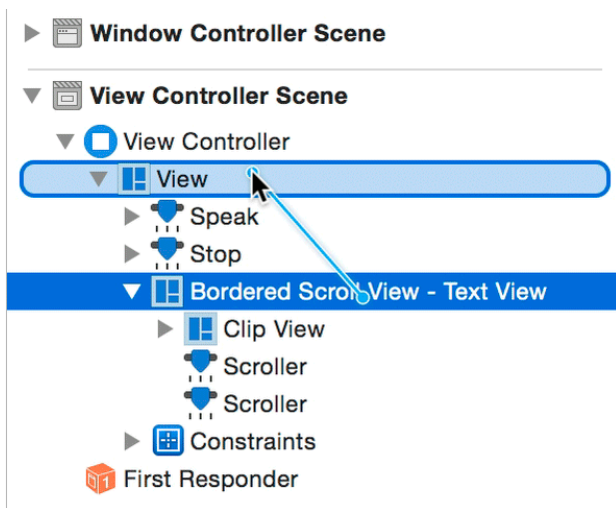 Window Controller Scene
View Controller Scene
View Controller
View
Speak
Stop
Bordered Scroll View - Text View
Clip View
Scroller
Scroller
Constraints
1
First Responder